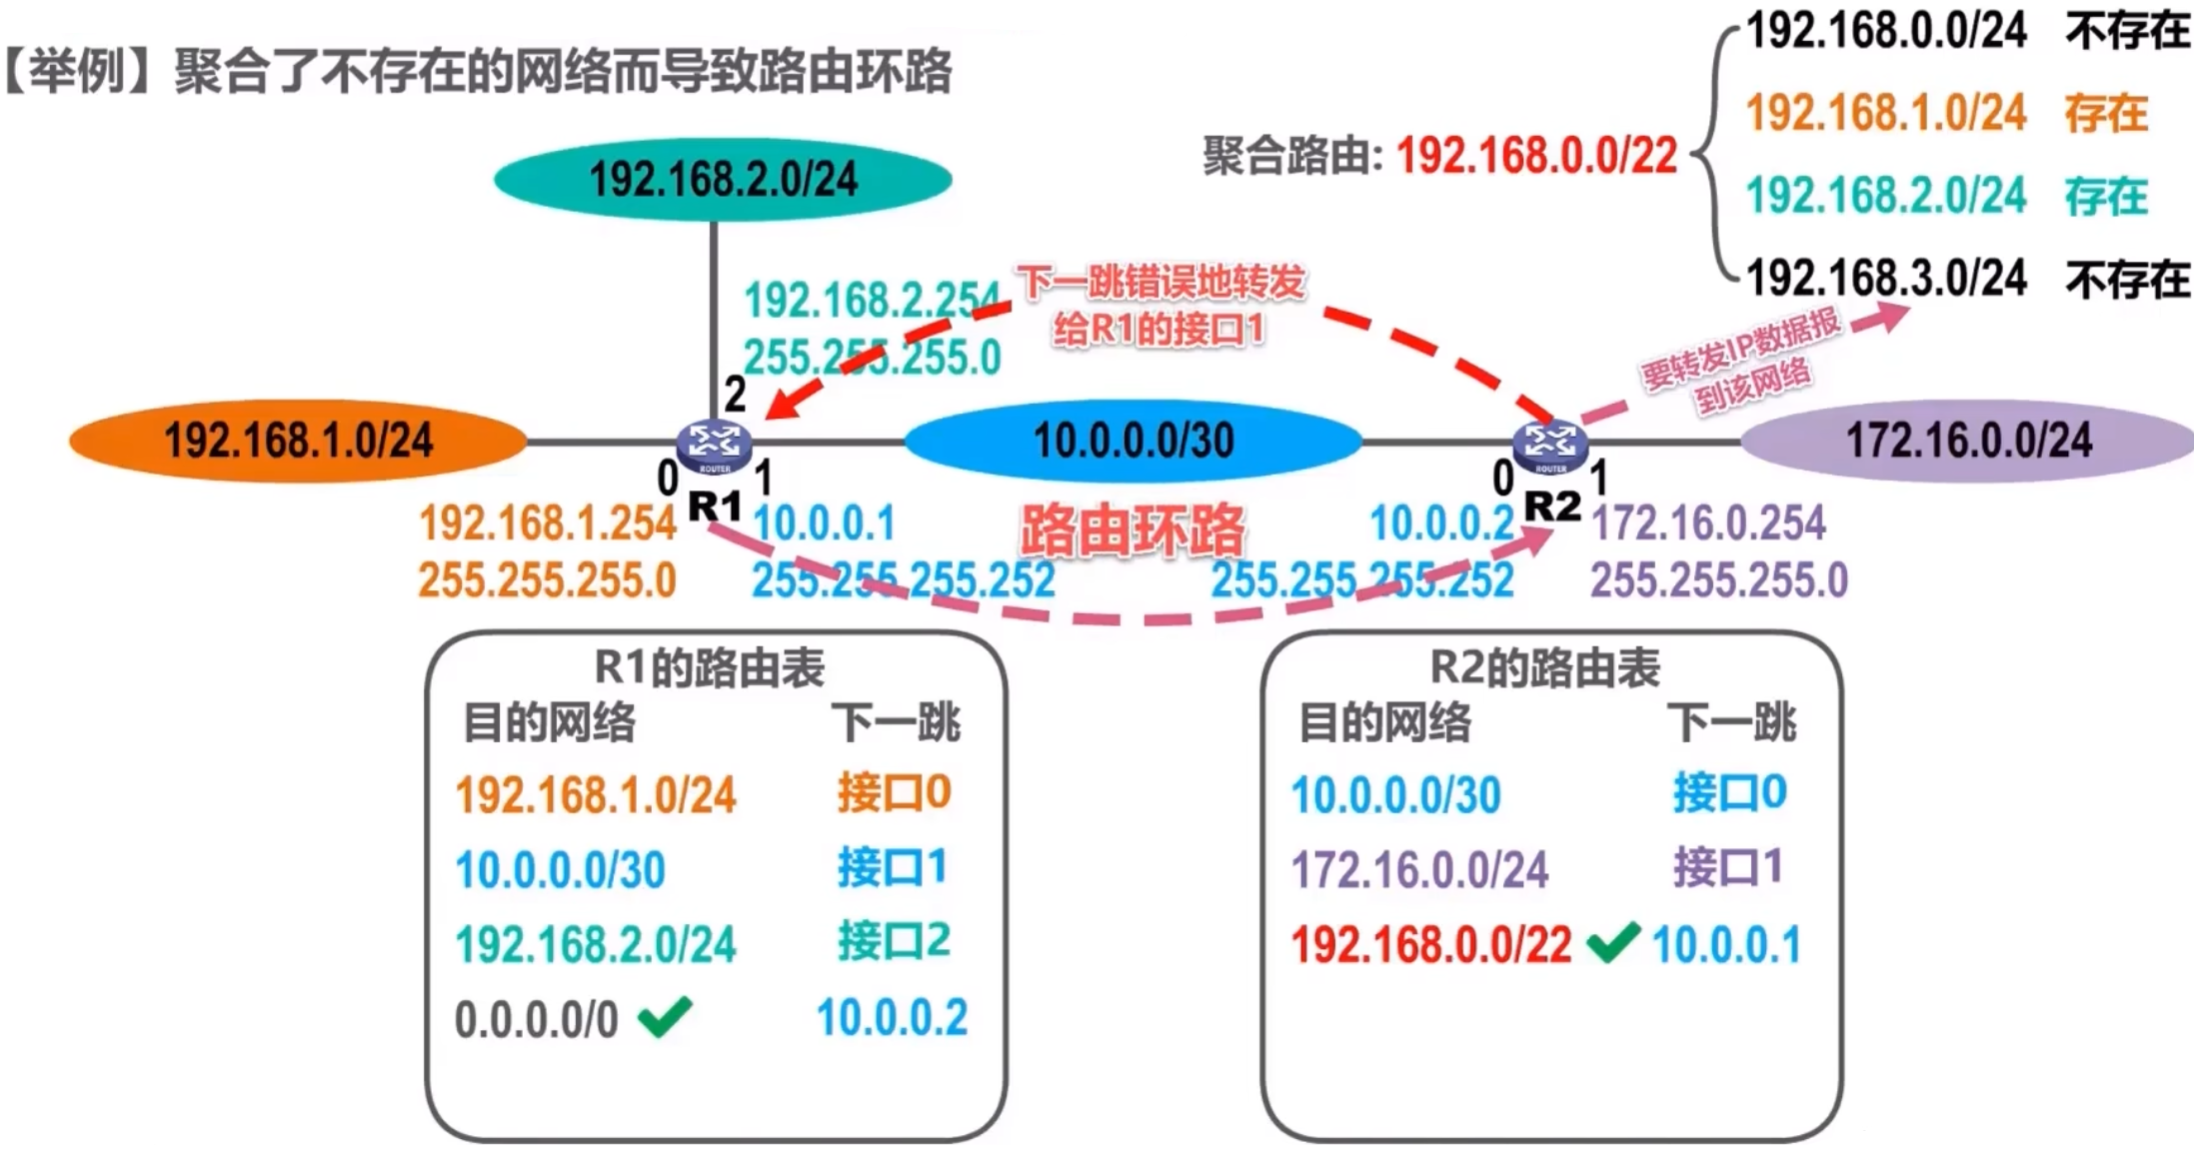 【举例】聚合了不存在的网络而导致路由环路
聚合路由: 192.168.0.0/22
192.168.0.0/24 不存在
192.168.1.0/24 存在
192.168.2.0/24 存在
192.168.3.0/24 不存在
192.168.2.0/24
192.168.2.254
255.255.255.0
下一跳错误地转发
给R1的接口1
要转发IP数据报
到该网络
2
192.168.1.0/24
ROUTER
10.0.0.0/30
ROUTER
172.16.0.0/24
0
1
0
1
R1
R2
192.168.1.254
255.255.255.0
10.0.0.1
255.255.255.252
路由环路
10.0.0.2
255.255.255.252
172.16.0.254
255.255.255.0
R1的路由表
目的网络 下一跳
192.168.1.0/24 接口0
10.0.0.0/30 接口1
192.168.2.0/24 接口2
0.0.0.0/0 10.0.0.2
R2的路由表
目的网络 下一跳
10.0.0.0/30 接口0
172.16.0.0/24 接口1
192.168.0.0/22 10.0.0.1